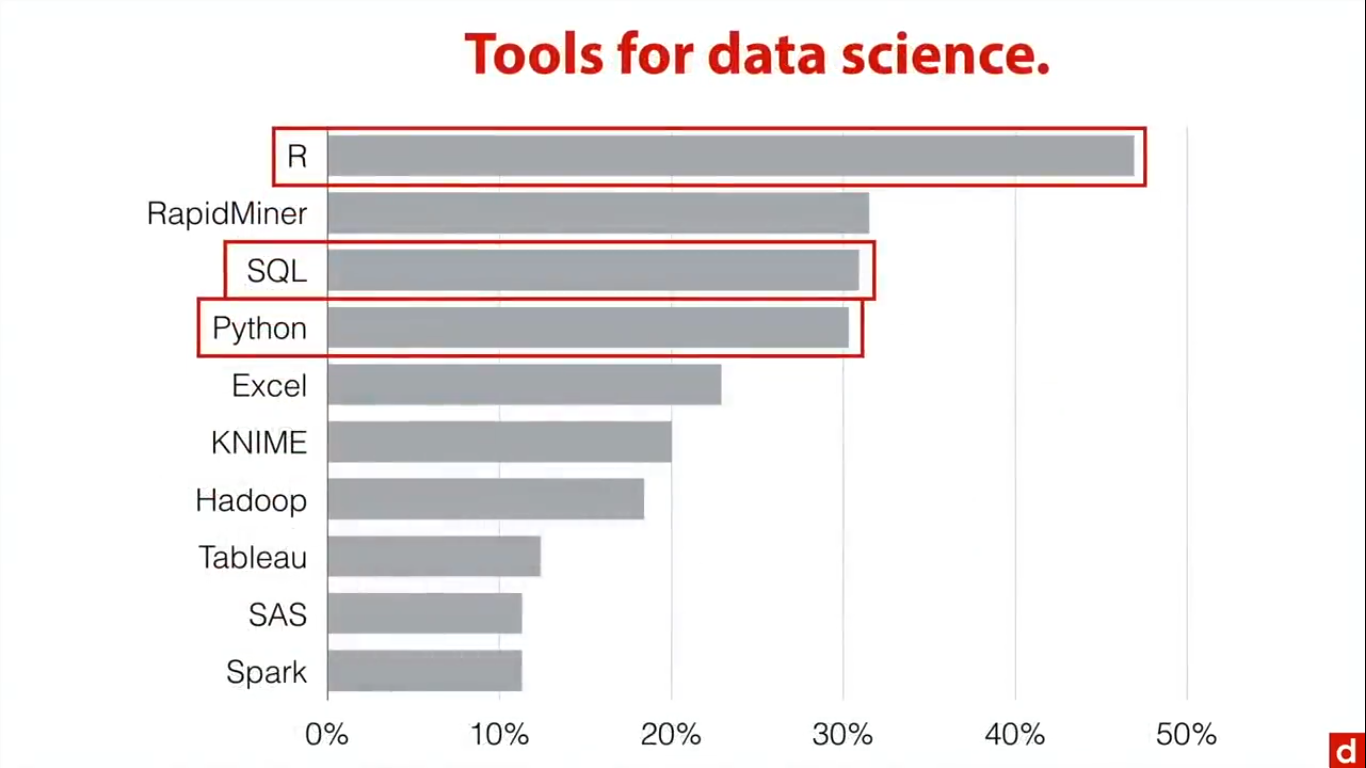 Tools for data science.
R
RapidMiner
SQL
Python
Excel
KNIME
Hadoop
Tableau
SAS
Spark
0% 10% 20% 30% 40% 50%
d